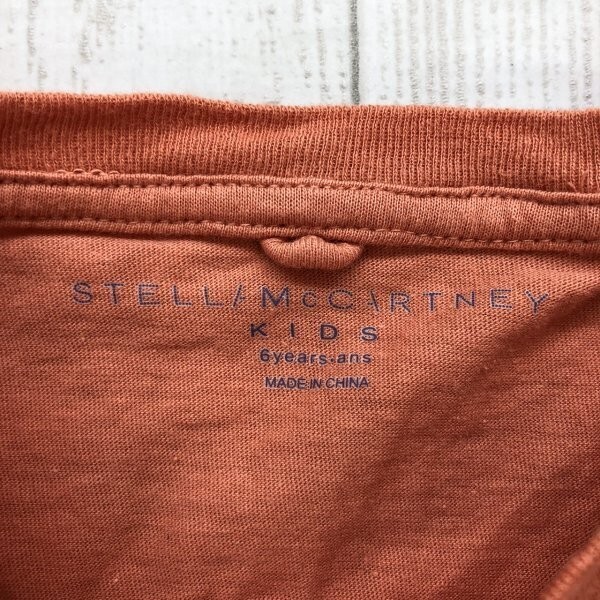 STELLA McCARTNEY
KIDS
6years-ans
MADE IN CHINA